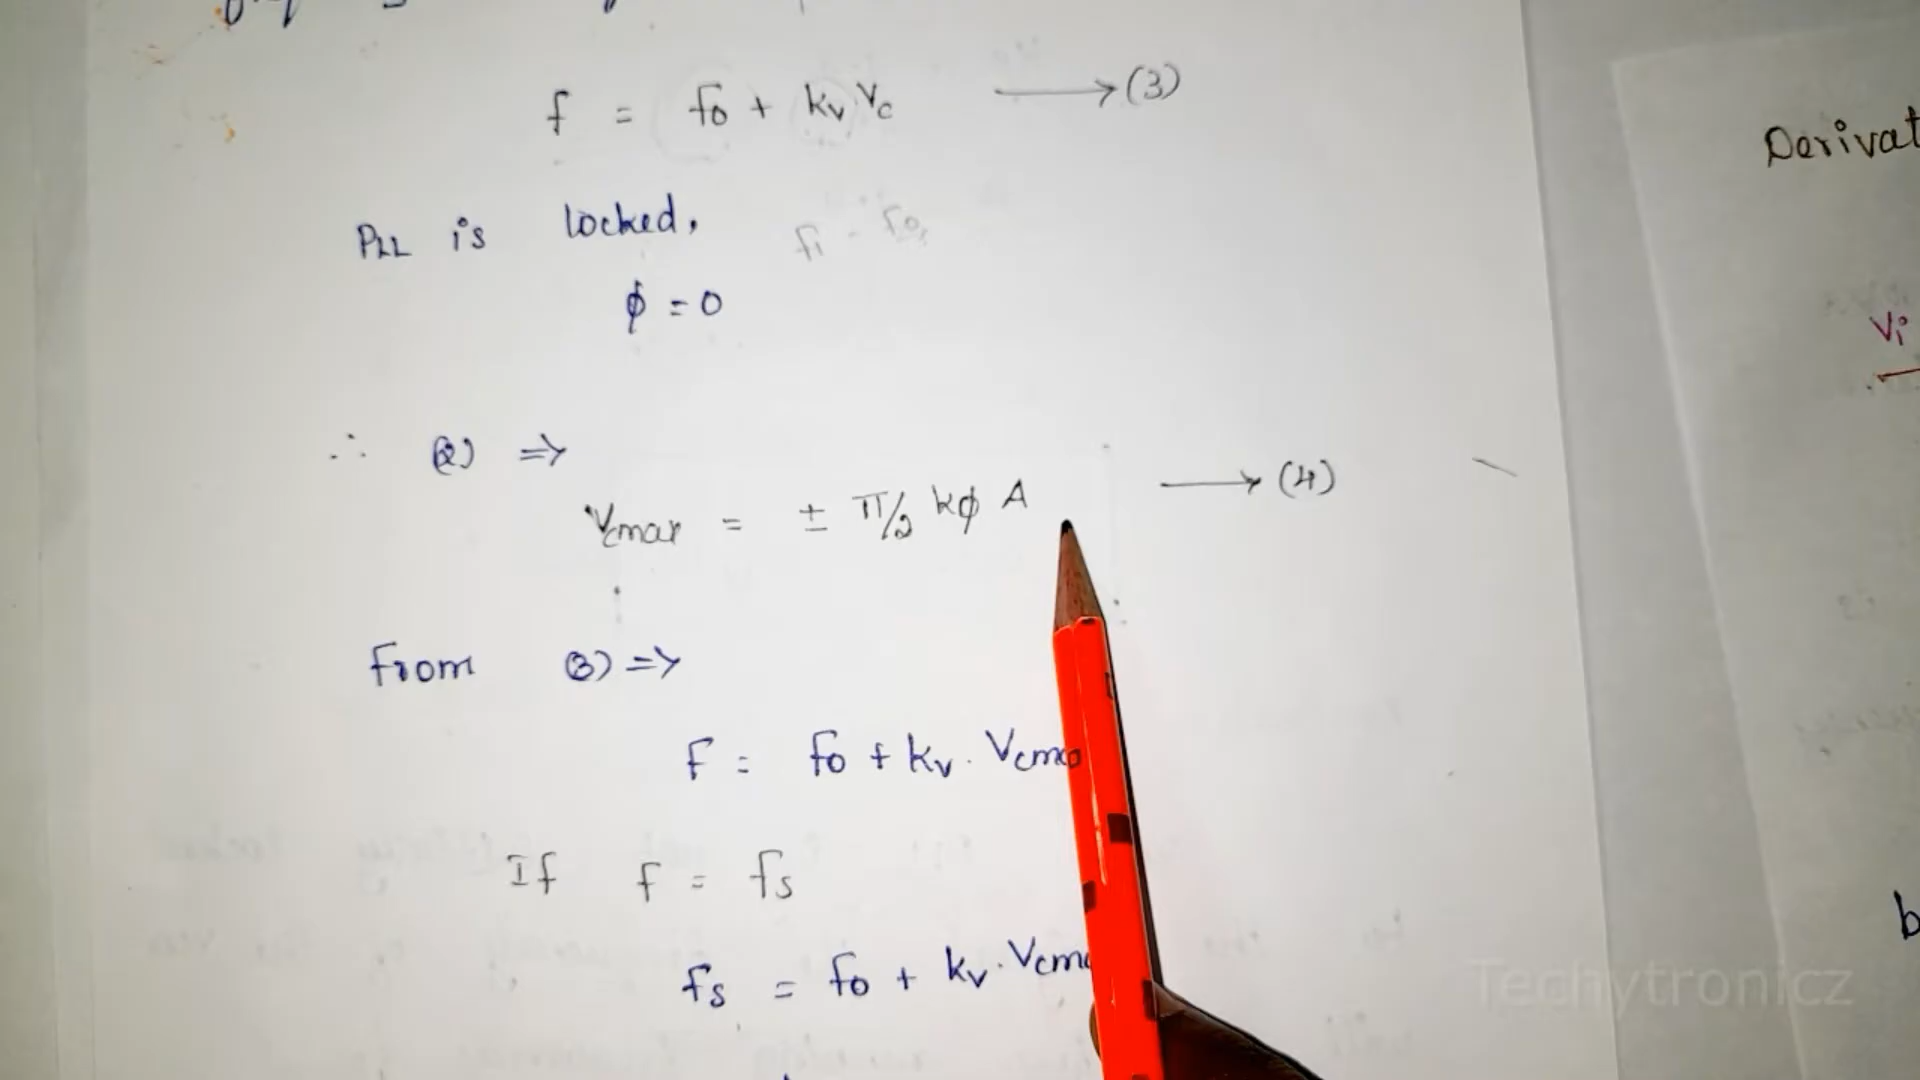 f = fo + kv Vc → (3)
PLL is locked,
fi = fo,
φ = 0
∴ (2) ⇒
Vcmax = ± π/2 kφ A → (4)
From (3) ⇒
F = fo + kv . Vcma
If f = fs
fs = fo + kv . Vcma
Derivat
Vi
b
Techytronicz